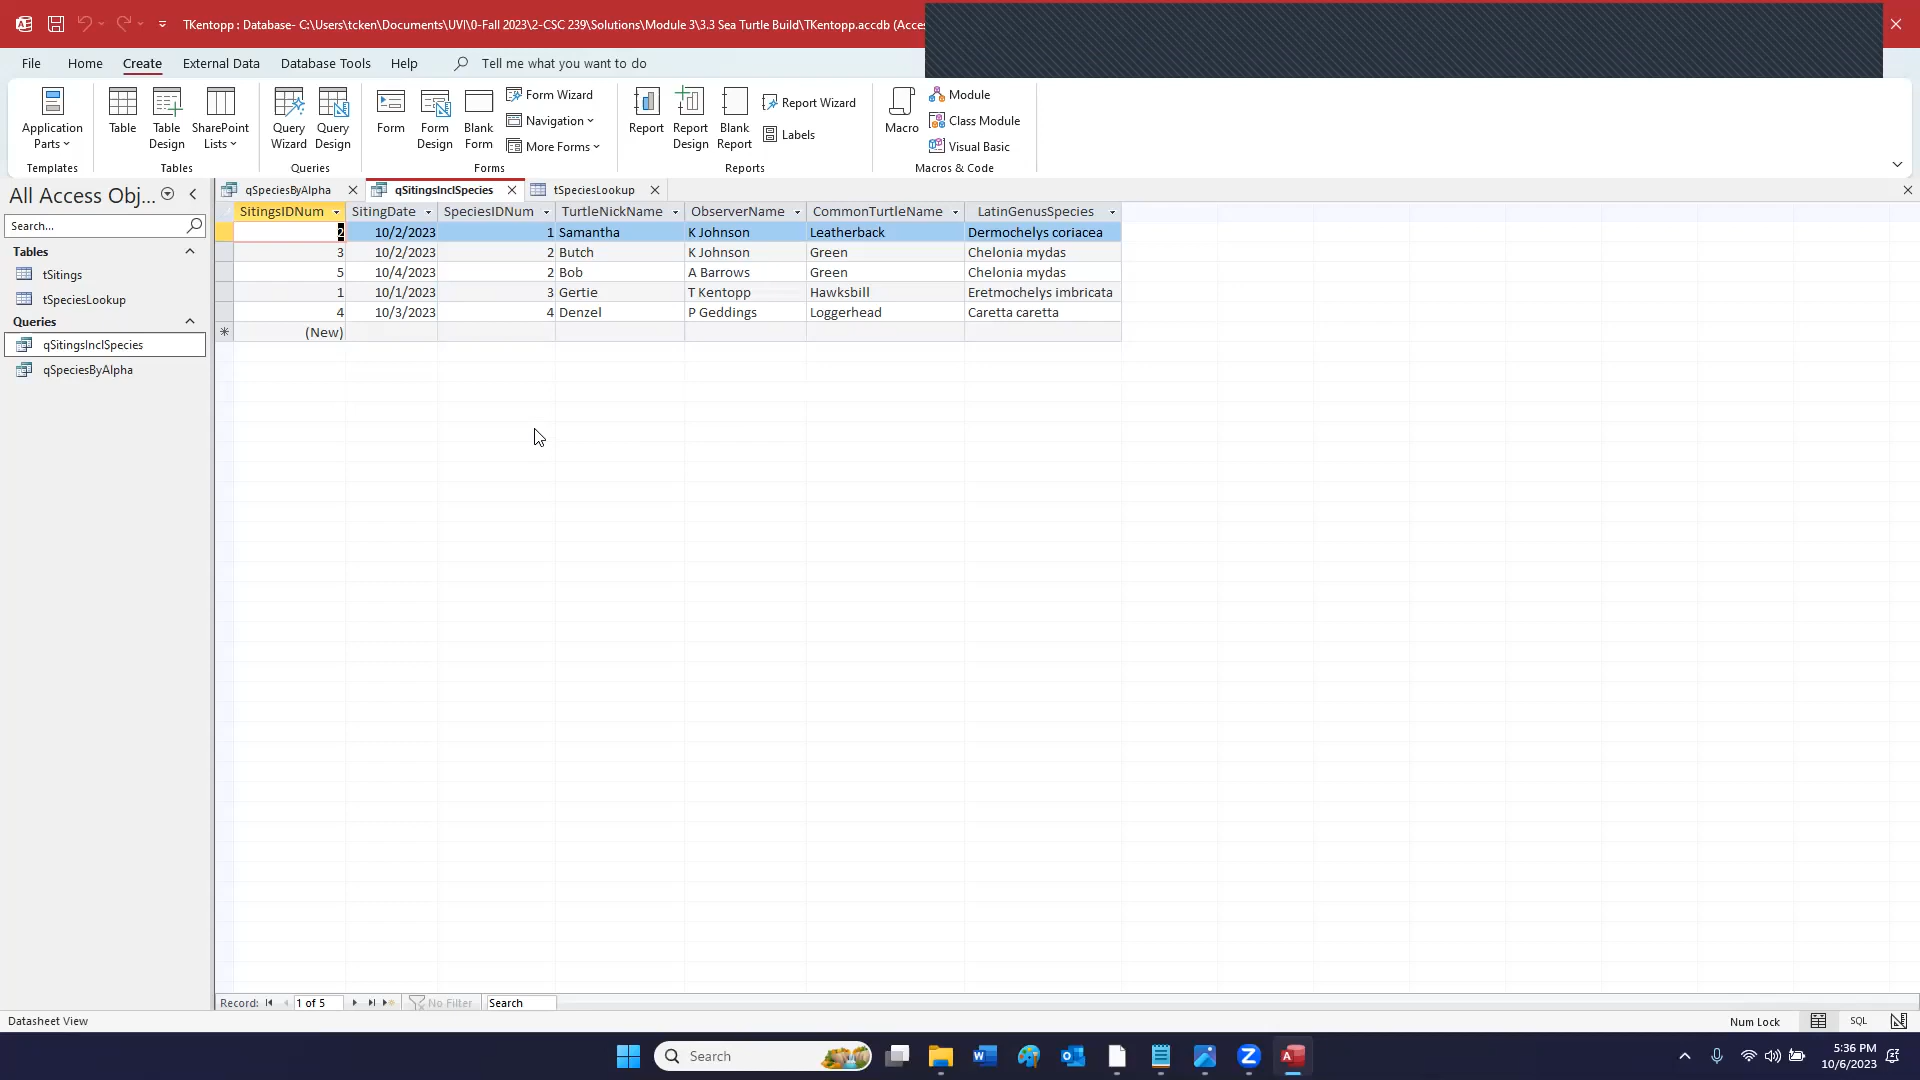 TKentopp : Database- C:\Users\tcken\Documents\UVI\0-Fall 2023\2-CSC 239\Solutions\Module 3\3.3 Sea Turtle Build\TKentopp.accdb (Acces
File Home Create External Data Database Tools Help Tell me what you want to do
Application Parts
Templates
Table
Table Design
SharePoint Lists
Tables
Query Wizard
Query Design
Queries
Form
Form Design
Blank Form
Form Wizard
Navigation
More Forms
Forms
Report
Report Design
Blank Report
Report Wizard
Labels
Reports
Macro
Module
Class Module
Visual Basic
Macros & Code
All Access Obj...
Search...
Tables
tSitings
tSpeciesLookup
Queries
qSitingsInclSpecies
qSpeciesByAlpha
qSpeciesByAlpha qSitingsInclSpecies tSpeciesLookup
SitingsIDNum SitingDate SpeciesIDNum TurtleNickName ObserverName CommonTurtleName LatinGenusSpecies
2 10/2/2023 1 Samantha K Johnson Leatherback Dermochelys coriacea
3 10/2/2023 2 Butch K Johnson Green Chelonia mydas
5 10/4/2023 2 Bob A Barrows Green Chelonia mydas
1 10/1/2023 3 Gertie T Kentopp Hawksbill Eretmochelys imbricata
4 10/3/2023 4 Denzel P Geddings Loggerhead Caretta caretta
* (New)
Record: 1 of 5 No Filter Search
Datasheet View Num Lock SQL
Search
5:36 PM
10/6/2023